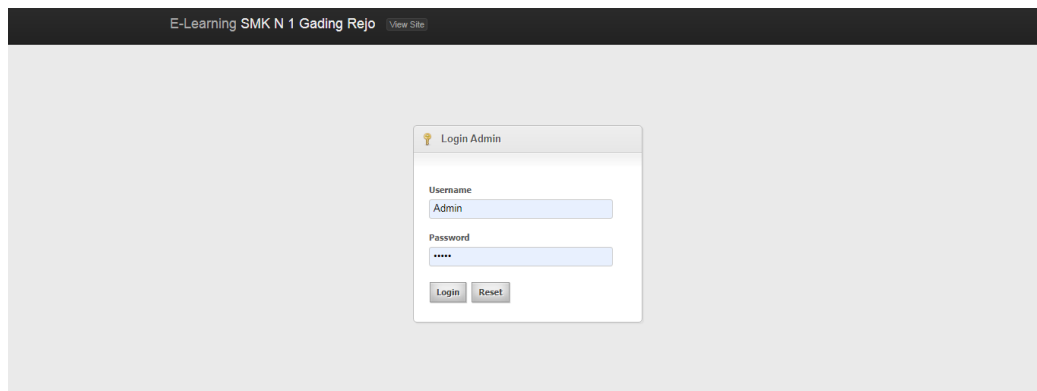 E-Learning SMK N 1 Gading Rejo View Site
Login Admin
Username
Admin
Password
•••••
Login Reset